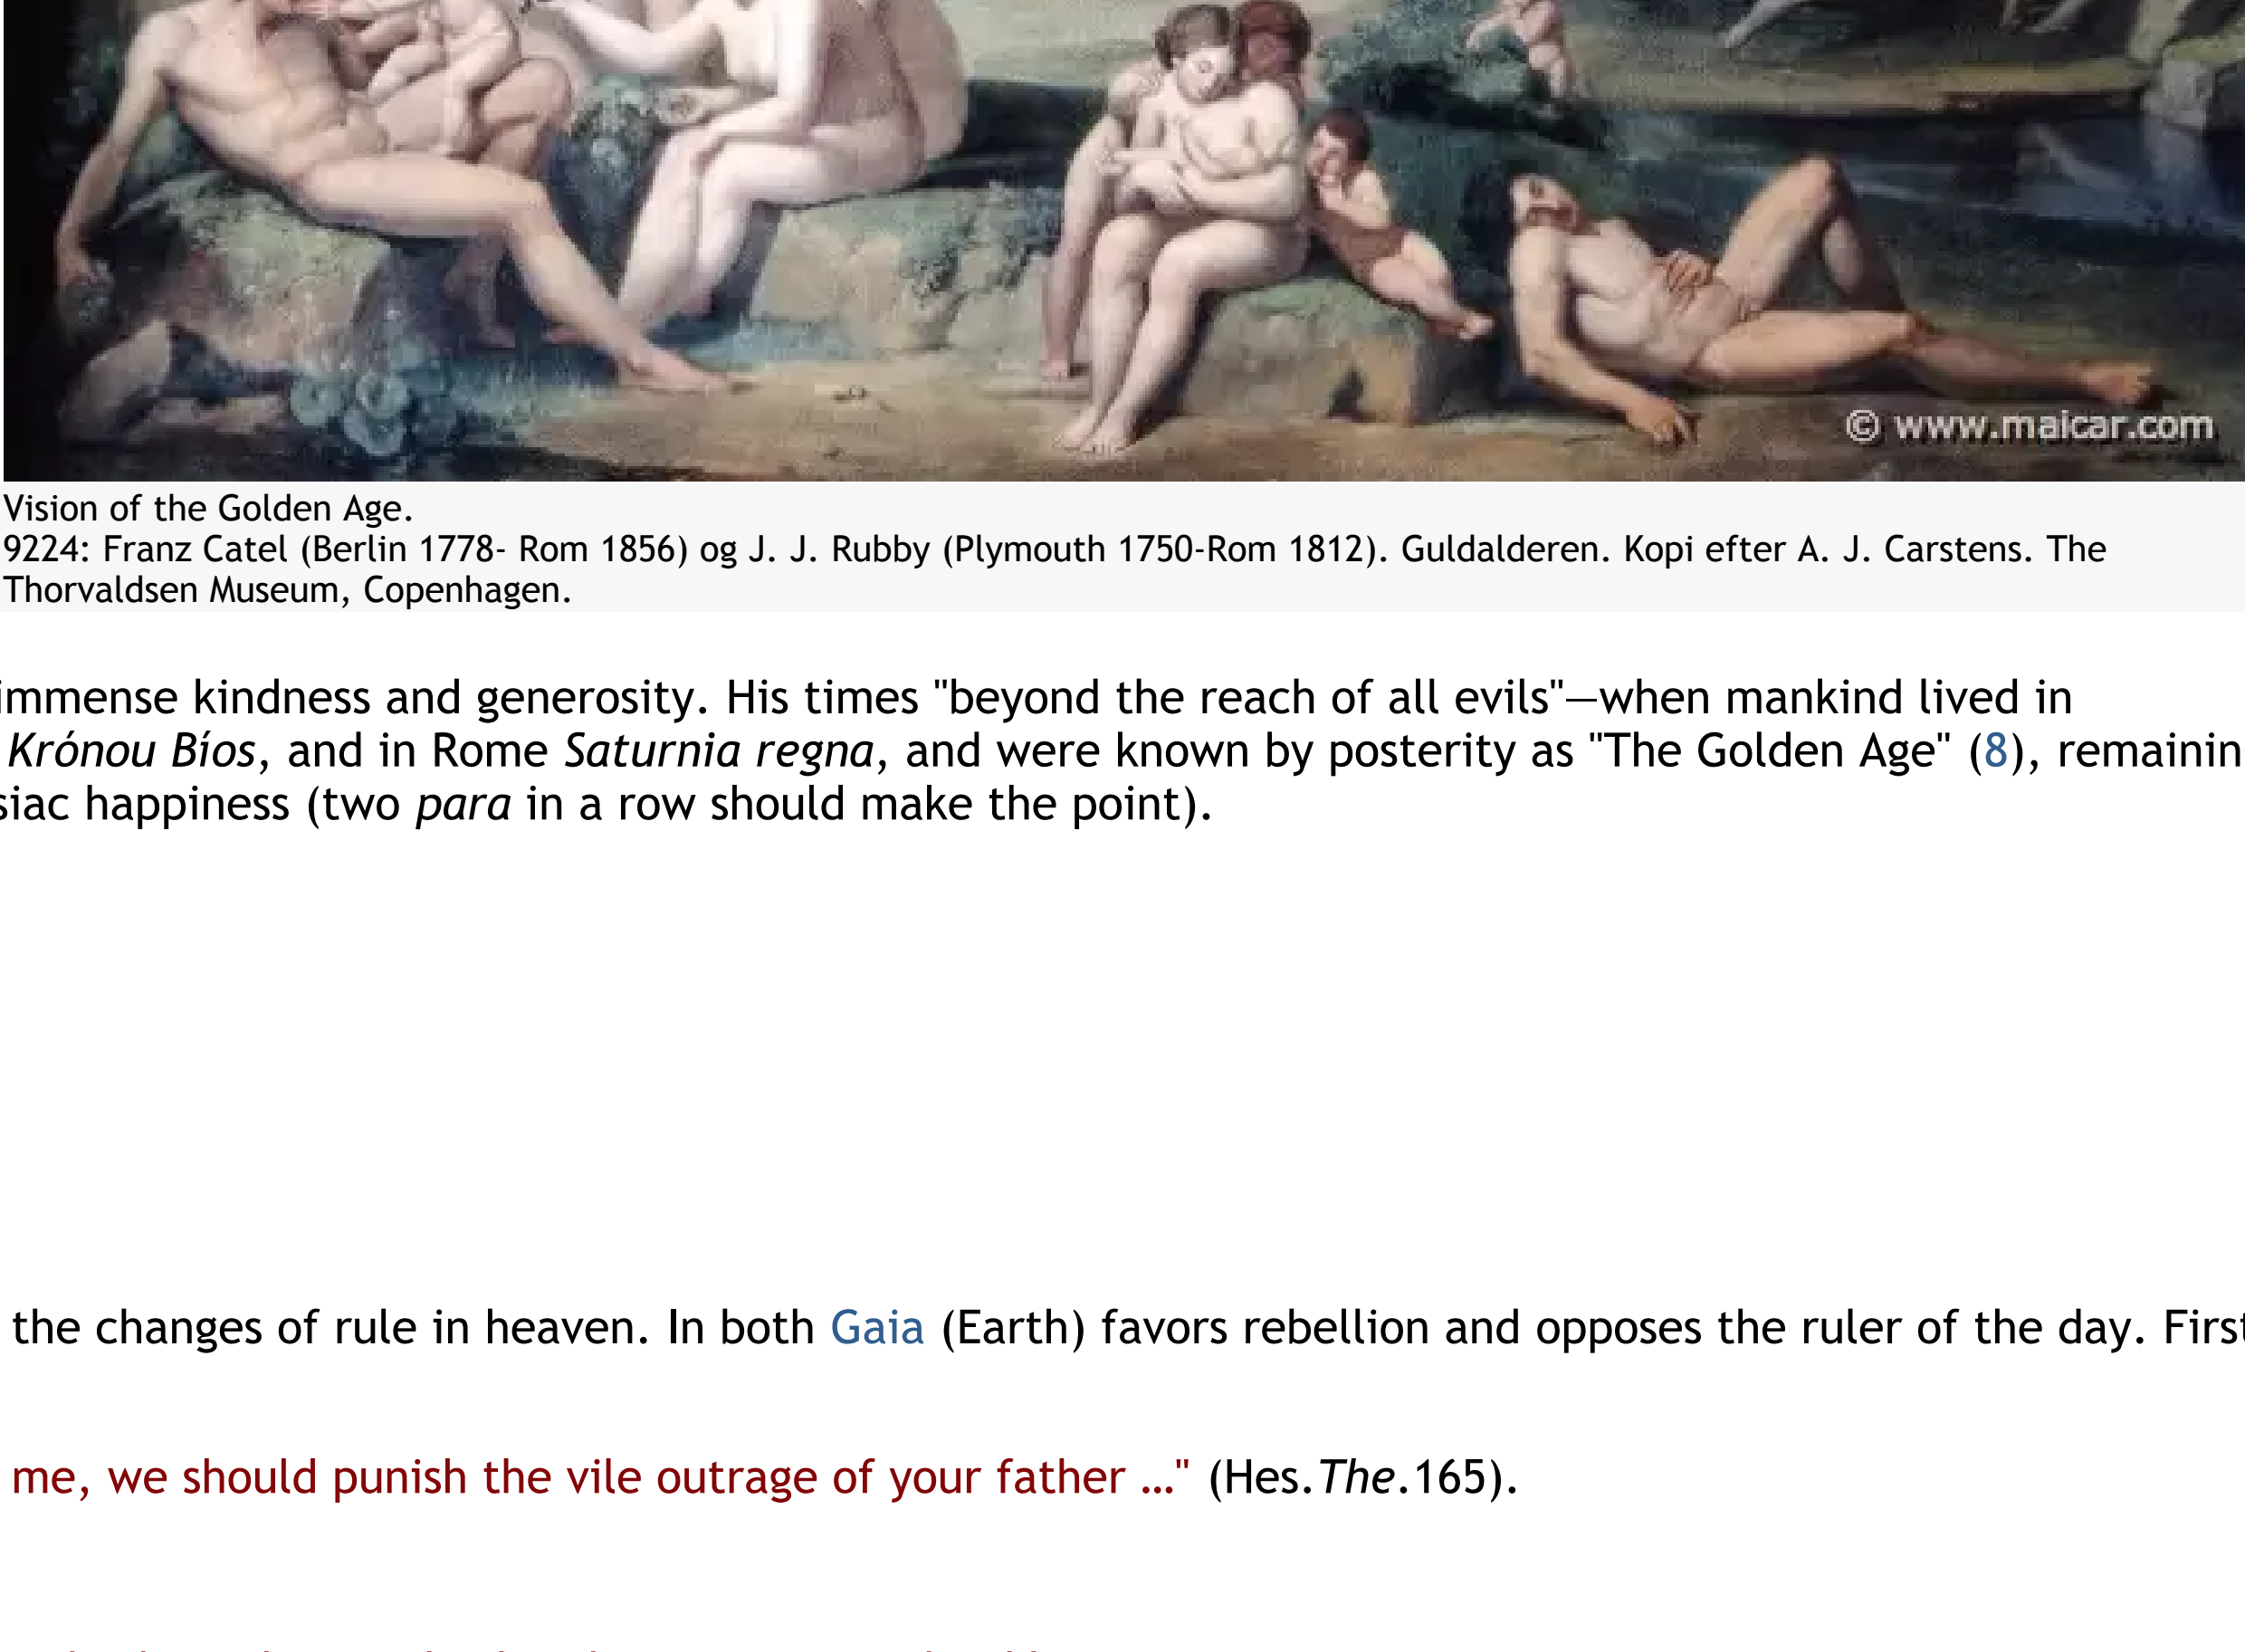 © www.maicar.com
Vision of the Golden Age.
9224: Franz Catel (Berlin 1778- Rom 1856) og J. J. Rubby (Plymouth 1750-Rom 1812). Guldalderen. Kopi efter A. J. Carstens. The
Thorvaldsen Museum, Copenhagen.
immense kindness and generosity. His times "beyond the reach of all evils"—when mankind lived in
Krónou Bíos, and in Rome Saturnia regna, and were known by posterity as "The Golden Age" (8), remainin
siac happiness (two para in a row should make the point).
the changes of rule in heaven. In both Gaia (Earth) favors rebellion and opposes the ruler of the day. First
me, we should punish the vile outrage of your father …" (Hes.The.165).